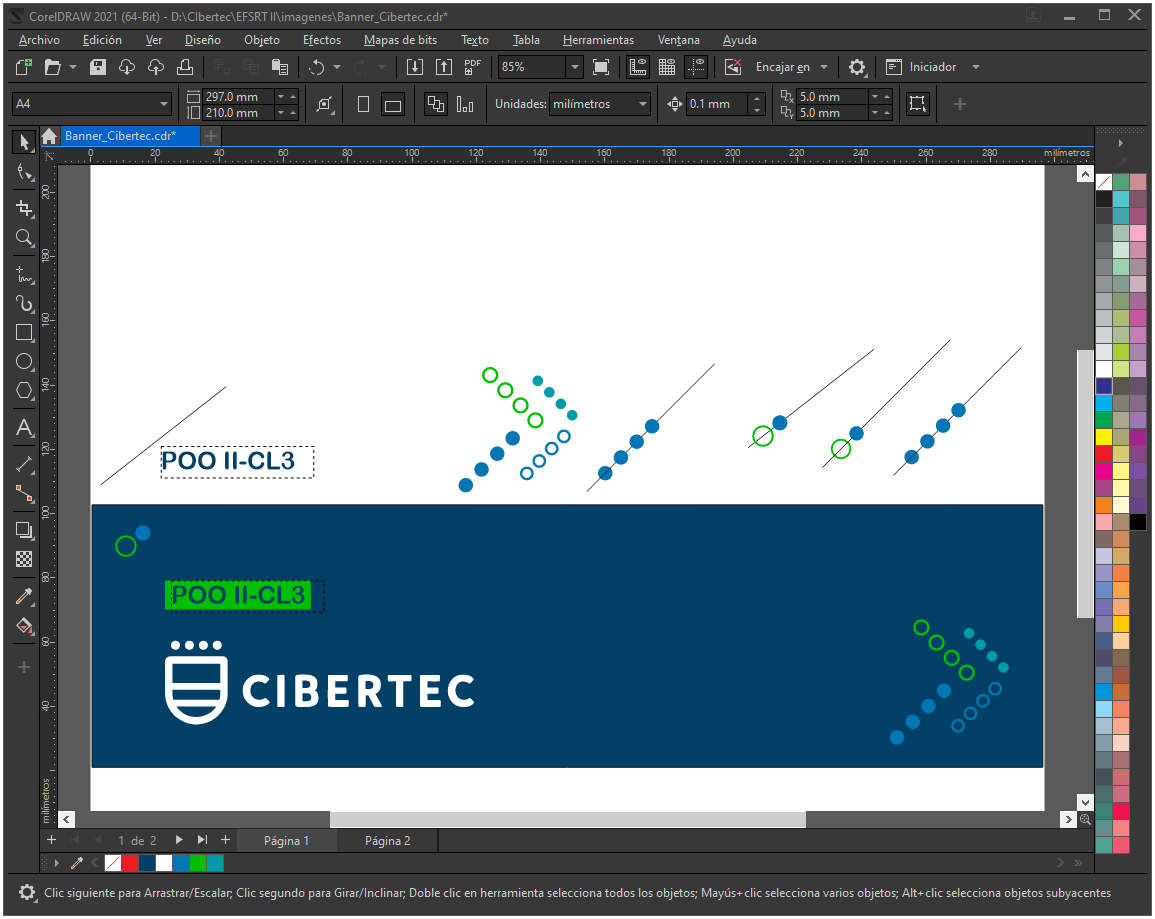 CorelDRAW 2021 (64-Bit) - D:\CIbertec\EFSRT II\imagenes\Banner_Cibertec.cdr*
Archivo Edición Ver Diseño Objeto Efectos Mapas de bits Texto Tabla Herramientas Ventana Ayuda
PDF 85% Encajar en Iniciador
A4 297.0 mm 210.0 mm Unidades: milímetros 0.1 mm 5.0 mm 5.0 mm
Banner_Cibertec.cdr*
0 20 40 60 80 100 120 140 160 180 200 220 240 260 280 milímetros
200
180
160
140
120
100
80
60
40
milímetros
POO II-CL3
POO II-CL3
CIBERTEC
1 de 2 Página 1 Página 2
Clic siguiente para Arrastrar/Escalar; Clic segundo para Girar/Inclinar; Doble clic en herramienta selecciona todos los objetos; Mayús+clic selecciona varios objetos; Alt+clic selecciona objetos subyacentes